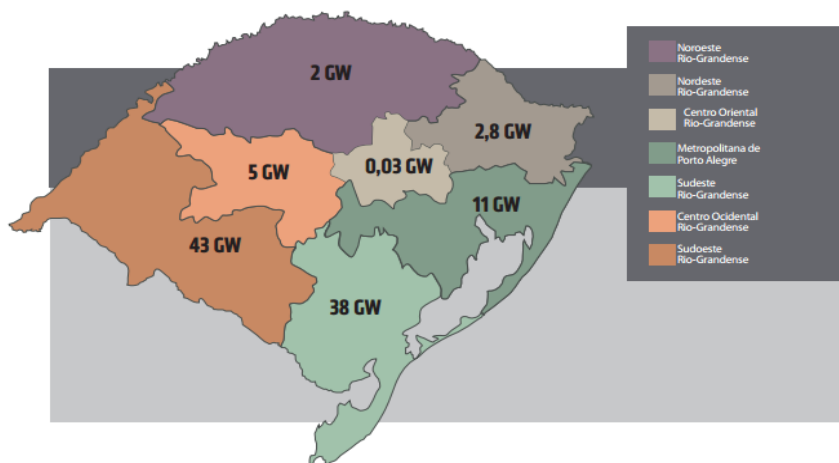 2 GW
2,8 GW
0,03 GW
5 GW
11 GW
43 GW
38 GW
Noroeste
Rio-Grandense
Nordeste
Rio-Grandense
Centro Oriental
Rio-Grandense
Metropolitana de
Porto Alegre
Sudeste
Rio-Grandense
Centro Ocidental
Rio-Grandense
Sudoeste
Rio-Grandense